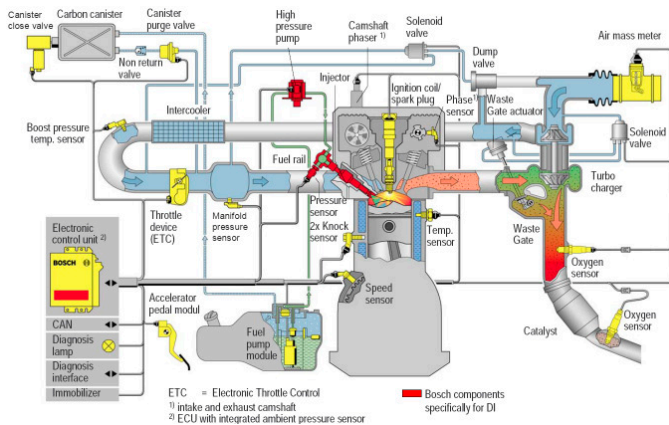 Canister
close valve
Carbon canister
Canister
purge valve
Non return
valve
High
pressure
pump
Camshaft
phaser 1)
Solenoid
valve
Dump
valve
Air mass meter
Injector
Ignition coil/
spark plug
Phase 1)
sensor
Waste
Gate actuator
Solenoid
valve
Intercooler
Boost pressure
temp. sensor
Fuel rail
Turbo
charger
Throttle
device
(ETC)
Manifold
pressure
sensor
Pressure
sensor
2x Knock
sensor
Temp.
sensor
Waste
Gate
Oxygen
sensor
Electronic
control unit 2)
BOSCH
Speed
sensor
Accelerator
pedal modul
Fuel
pump
module
Oxygen
sensor
Catalyst
CAN
Diagnosis
lamp
Diagnosis
interface
Immobilizer
ETC = Electronic Throttle Control
1) intake and exhaust camshaft
2) ECU with integrated ambient pressure sensor
Bosch components
specifically for DI